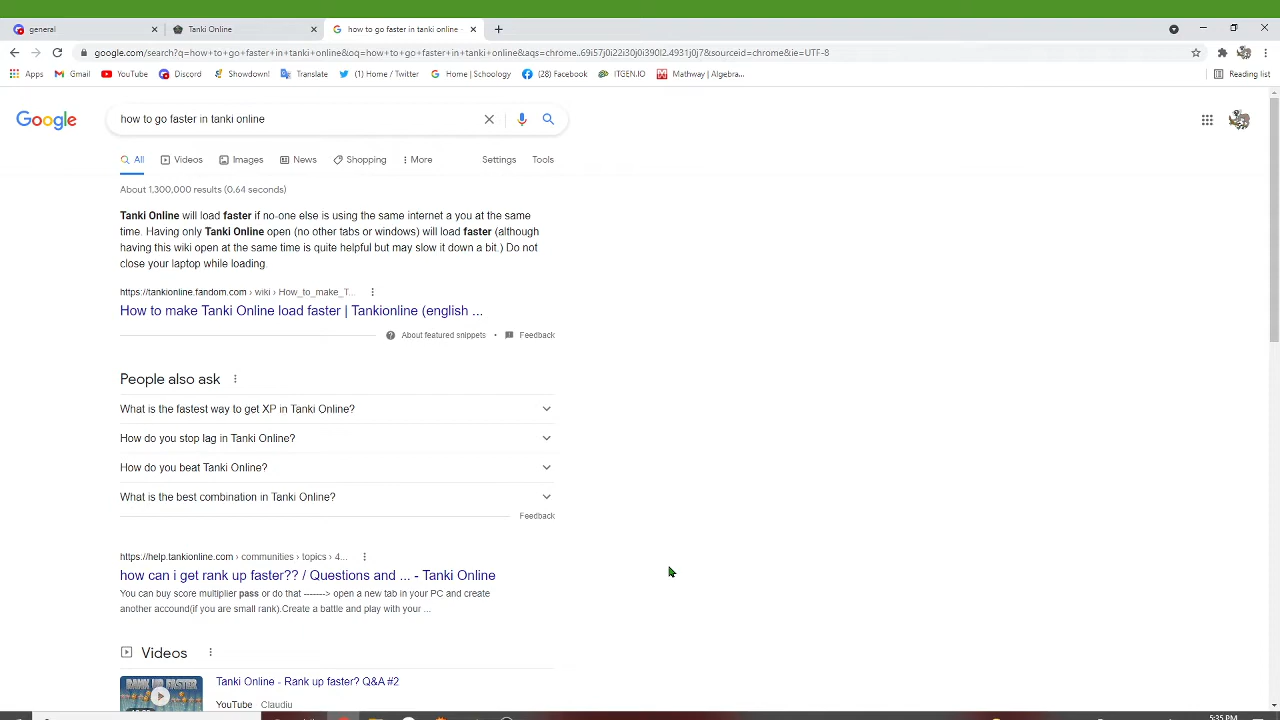 general
Tanki Online
how to go faster in tanki online -
google.com/search?q=how+to+go+faster+in+tanki+online&oq=how+to+go+faster+in+tanki+online&aqs=chrome..69i57j0i22i30j0i390l2.4931j0j7&sourceid=chrome&ie=UTF-8
Apps Gmail YouTube Discord Showdown! Translate (1) Home / Twitter Home | Schoology (28) Facebook ITGEN.IO Mathway | Algebra... Reading list
Google
how to go faster in tanki online
All Videos Images News Shopping More Settings Tools
About 1,300,000 results (0.64 seconds)
Tanki Online will load faster if no-one else is using the same internet a you at the same
time. Having only Tanki Online open (no other tabs or windows) will load faster (although
having this wiki open at the same time is quite helpful but may slow it down a bit.) Do not
close your laptop while loading.
https://tankionline.fandom.com › wiki › How_to_make_T...
How to make Tanki Online load faster | Tankionline (english ...
About featured snippets • Feedback
People also ask
What is the fastest way to get XP in Tanki Online?
How do you stop lag in Tanki Online?
How do you beat Tanki Online?
What is the best combination in Tanki Online?
Feedback
https://help.tankionline.com › communities › topics › 4...
how can i get rank up faster?? / Questions and ... - Tanki Online
You can buy score multiplier pass or do that -------> open a new tab in your PC and create
another accound(if you are small rank).Create a battle and play with your ...
Videos
Tanki Online - Rank up faster? Q&A #2
RANK UP FASTER
YouTube Claudiu
5:35 PM